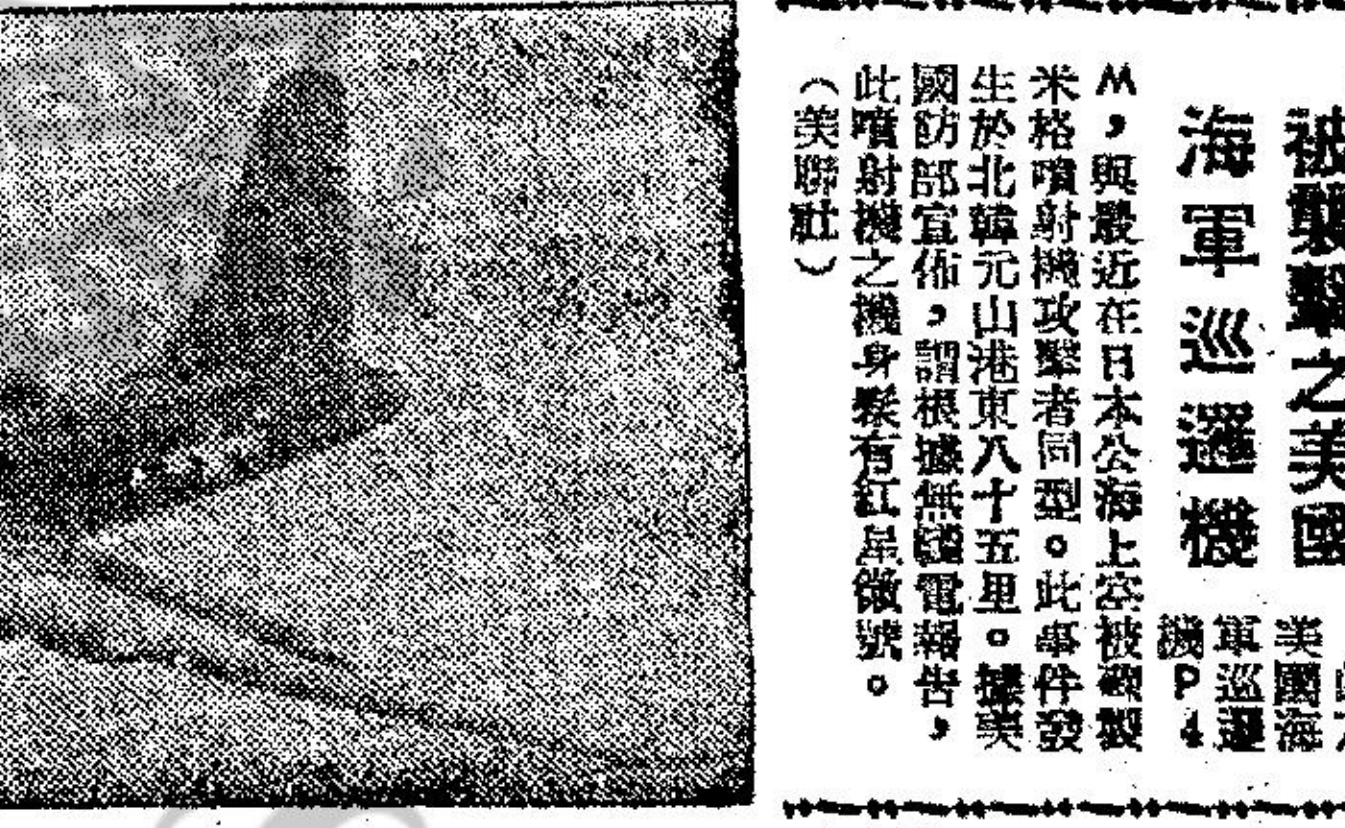 被襲擊之美國
海軍巡邏機
美國海
軍巡邏
機P4
M，與最近在日本公海上空被俄製
米格噴射機攻擊者同型。此事件發
生於北韓元山港東八十五里。據美
國防部宣佈，謂根據無線電報告，
此噴射機之機身髹有紅星徽號。
（美聯社）